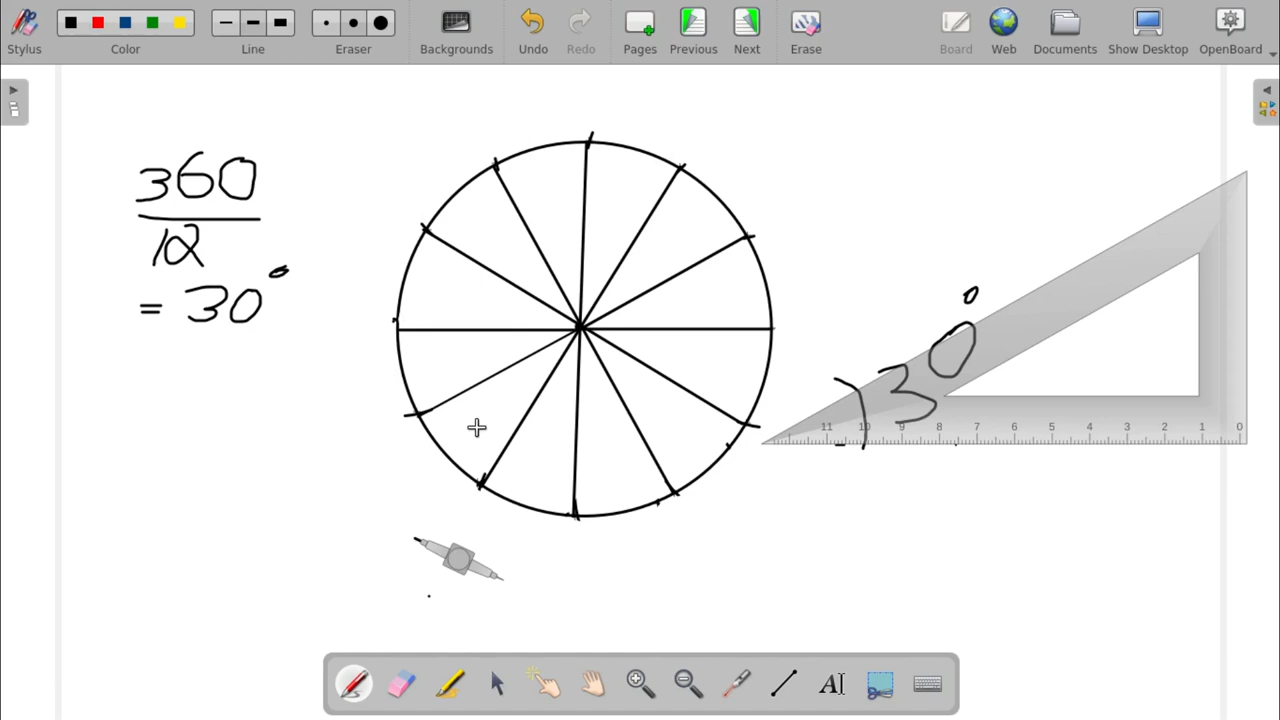 Stylus Color Line Eraser Backgrounds Undo Redo Pages Previous Next Erase Board Web Documents Show Desktop OpenBoard
360
12
= 30°
30°
11 10 9 8 7 6 5 4 3 2 1 0
AI